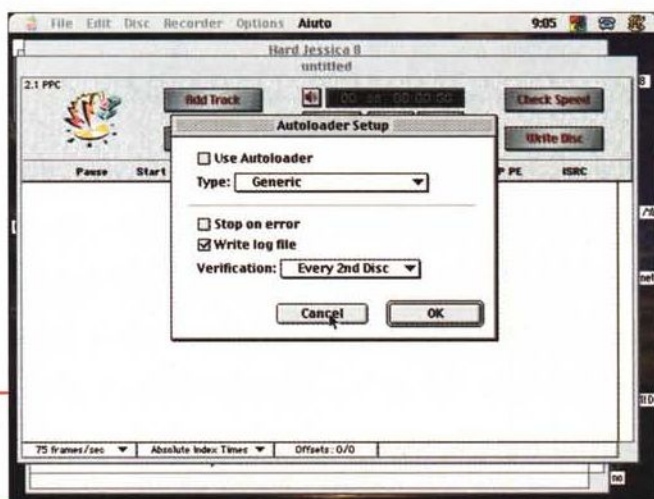 File Edit Disc Recorder Options Aiuto 9:05
Hard Jessica 8
untitled
2.1 PPC
Add Track
Check Speed
Write Disc
Autoloader Setup
Pause Start
PE ISRC
Use Autoloader
Type: Generic
Stop on error
Write log file
Verification: Every 2nd Disc
Cancel OK
75 frames/sec Absolute Index Times Offsets: 0/0
no